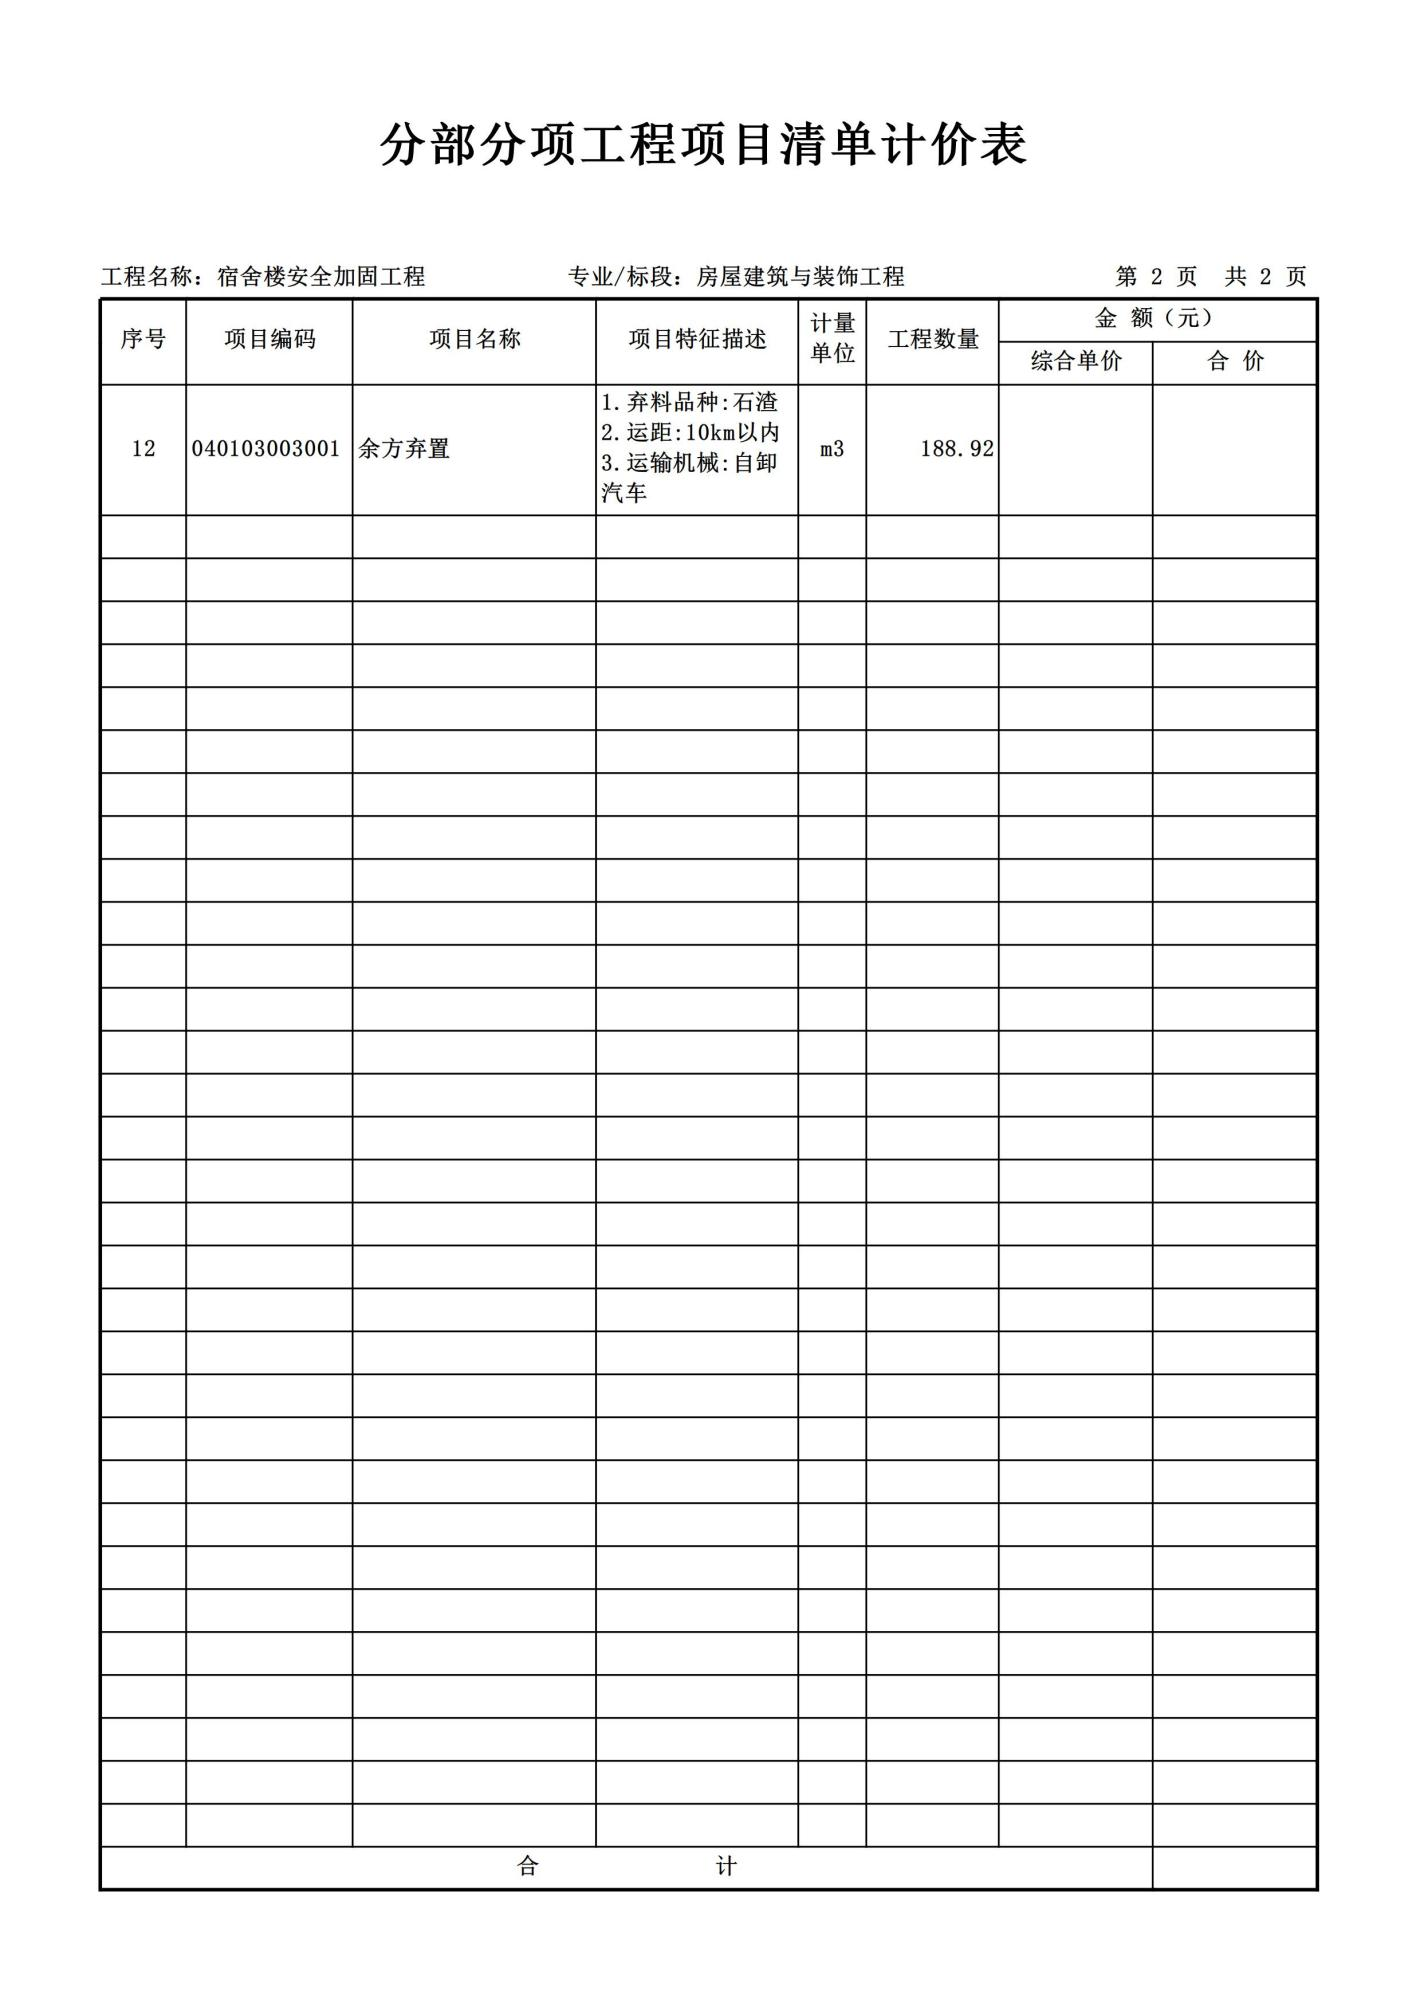 分部分项工程项目清单计价表
工程名称：宿舍楼安全加固工程 专业/标段：房屋建筑与装饰工程 第 2 页 共 2 页
序号 项目编码 项目名称 项目特征描述 计量单位 工程数量 金 额（元）
综合单价 合 价
12 040103003001 余方弃置
1.弃料品种:石渣
2.运距:10km以内
3.运输机械:自卸
汽车
m3 188.92
合 计